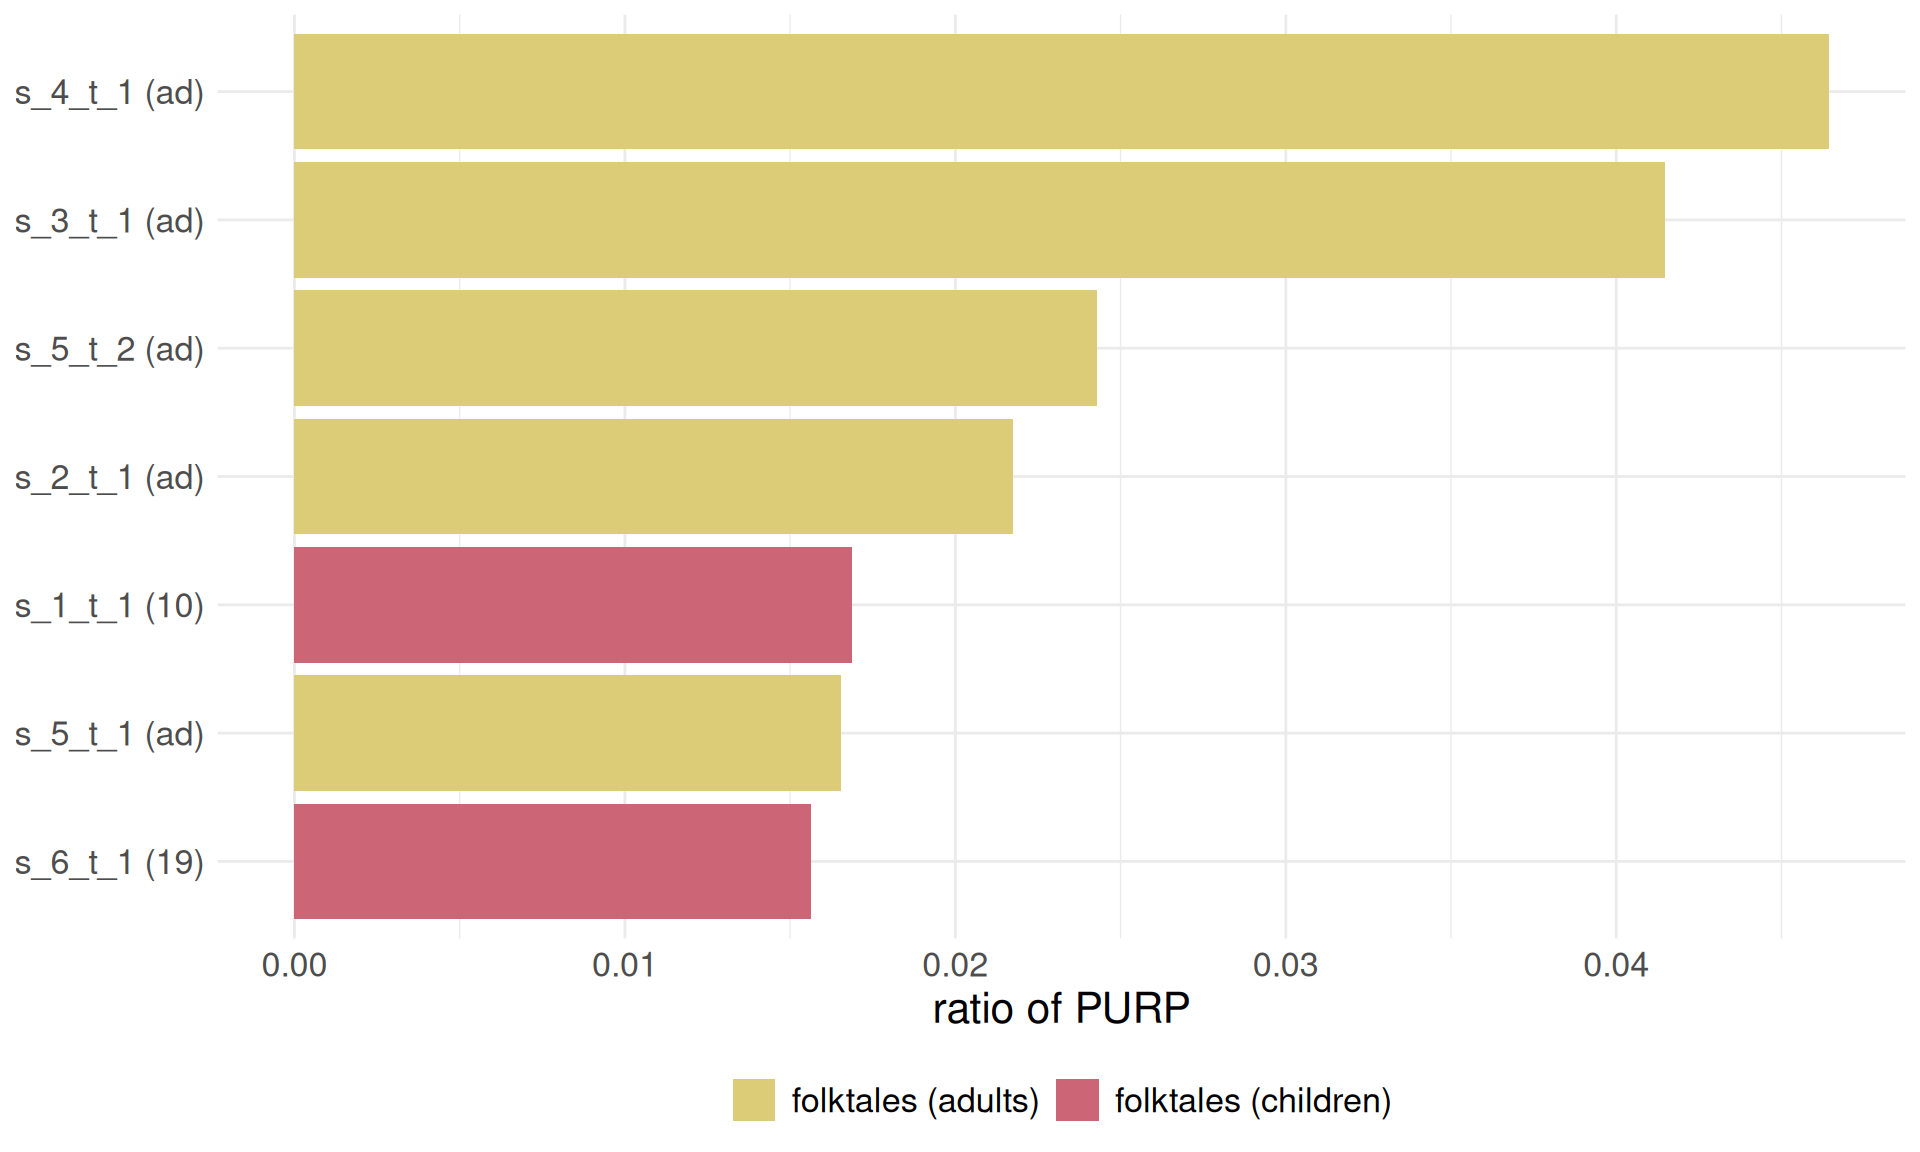 s_4_t_1 (ad)
s_3_t_1 (ad)
s_5_t_2 (ad)
s_2_t_1 (ad)
s_1_t_1 (10)
s_5_t_1 (ad)
s_6_t_1 (19)
0.00 0.01 0.02 0.03 0.04
ratio of PURP
folktales (adults) folktales (children)